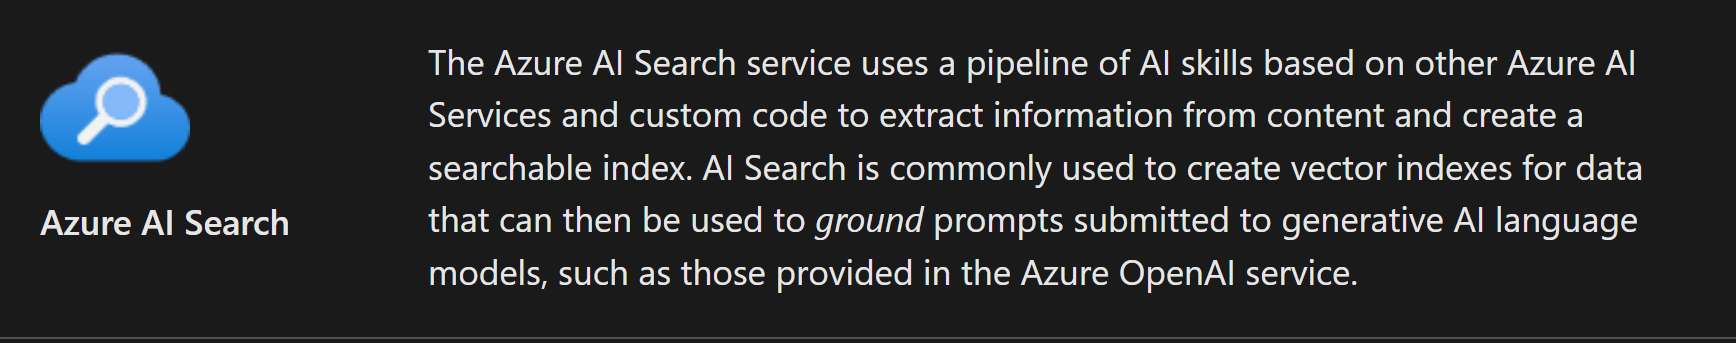 Azure AI Search
The Azure AI Search service uses a pipeline of AI skills based on other Azure AI
Services and custom code to extract information from content and create a
searchable index. AI Search is commonly used to create vector indexes for data
that can then be used to ground prompts submitted to generative AI language
models, such as those provided in the Azure OpenAI service.